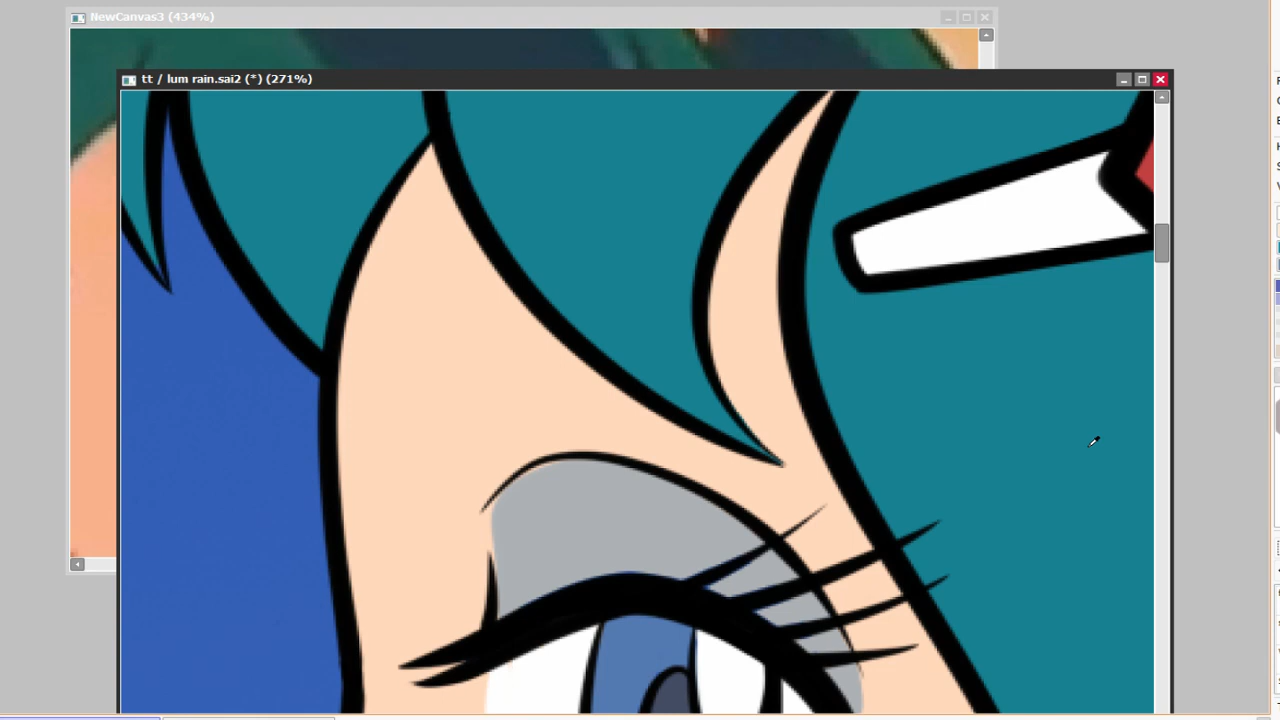 NewCanvas3 (434%)
tt / lum rain.sai2 (*) (271%)